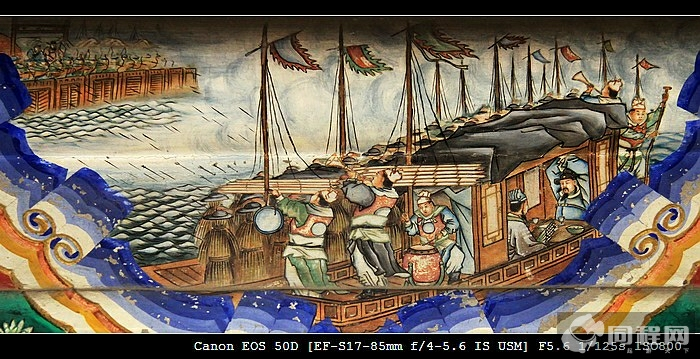 Canon EOS 50D [EF-S17-85mm f/4-5.6 IS USM] F5.6 1/125s ISO800
同程网